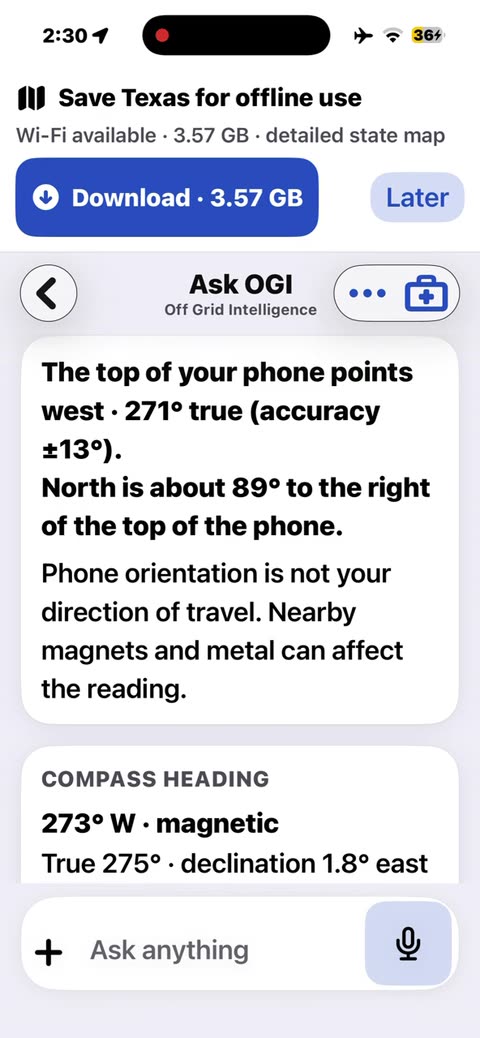 2:30
36
Save Texas for offline use
Wi-Fi available · 3.57 GB · detailed state map
Download · 3.57 GB
Later
Ask OGI
Off Grid Intelligence
The top of your phone points
west · 271° true (accuracy
±13°).
North is about 89° to the right
of the top of the phone.
Phone orientation is not your
direction of travel. Nearby
magnets and metal can affect
the reading.
COMPASS HEADING
273° W · magnetic
True 275° · declination 1.8° east
Ask anything